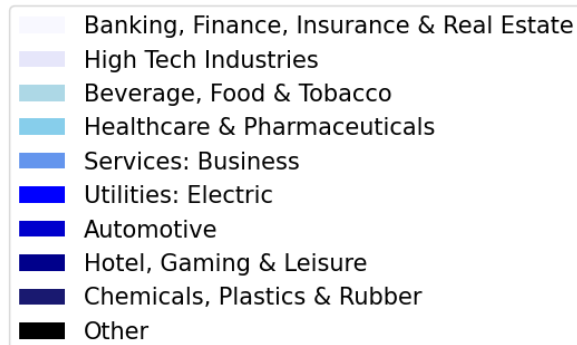 Banking, Finance, Insurance & Real Estate
High Tech Industries
Beverage, Food & Tobacco
Healthcare & Pharmaceuticals
Services: Business
Utilities: Electric
Automotive
Hotel, Gaming & Leisure
Chemicals, Plastics & Rubber
Other